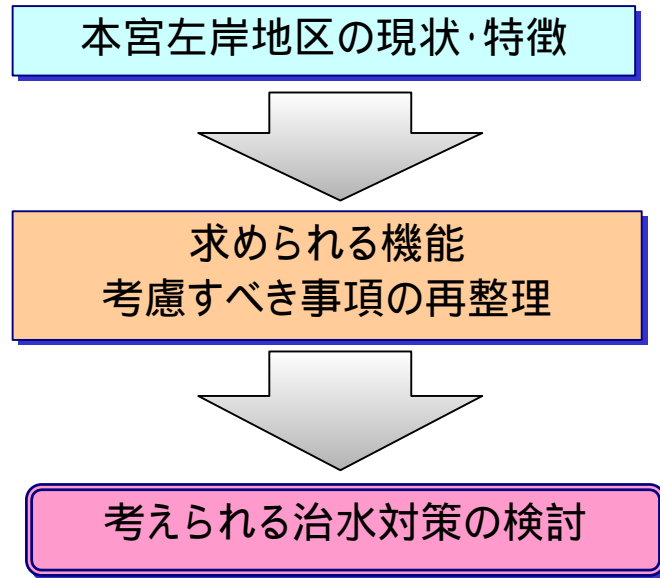 本宮左岸地区の現状・特徴
求められる機能
考慮すべき事項の再整理
考えられる治水対策の検討